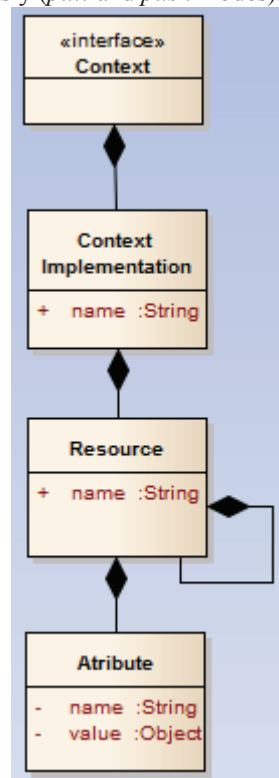 «interface»
Context
Context
Implementation
+ name :String
Resource
+ name :String
Atribute
- name :String
- value :Object